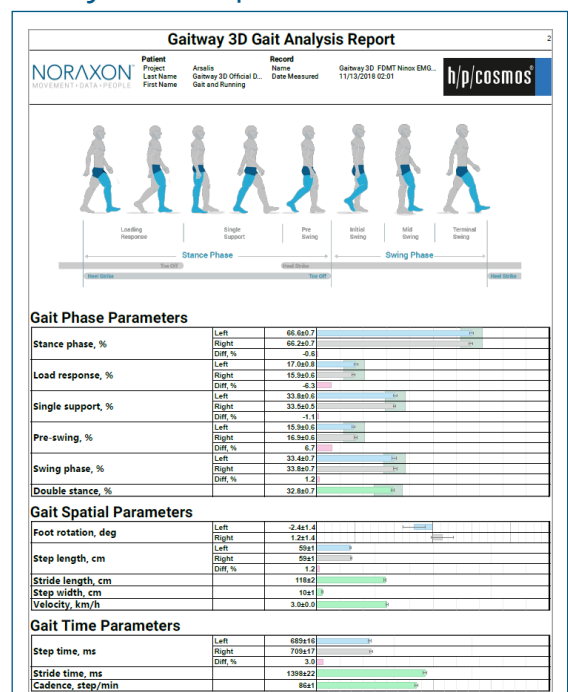 Gaitway 3D Gait Analysis Report
2
NORAXON
MOVEMENT+DATA+PEOPLE
Patient
Project Arsalis
Last Name Gaitway 3D Official D...
First Name Gait and Running
Record
Name Gaitway 3D FDMT Ninox EMG...
Date Measured 11/13/2018 02:01
h/p/cosmos®
Loading Response
Single Support
Pre Swing
Initial Swing
Mid Swing
Terminal Swing
Stance Phase
Swing Phase
Toe Off
Heel Strike
Heel Strike
Toe Off
Heel Strike
Gait Phase Parameters
Stance phase, %
Left 66.6±0.7
Right 66.2±0.7
Diff, % -0.6
Load response, %
Left 17.0±0.8
Right 15.9±0.6
Diff, % -6.3
Single support, %
Left 33.8±0.6
Right 33.5±0.5
Diff, % -1.1
Pre-swing, %
Left 15.9±0.6
Right 16.9±0.6
Diff, % 6.7
Swing phase, %
Left 33.4±0.7
Right 33.8±0.7
Diff, % 1.2
Double stance, % 32.8±0.7
Gait Spatial Parameters
Foot rotation, deg
Left -2.4±1.4
Right 1.2±1.4
Step length, cm
Left 59±1
Right 59±1
Diff, % 1.2
Stride length, cm 118±2
Step width, cm 10±1
Velocity, km/h 3.0±0.0
Gait Time Parameters
Step time, ms
Left 689±16
Right 709±17
Diff, % 3.0
Stride time, ms 1398±22
Cadence, step/min 86±1